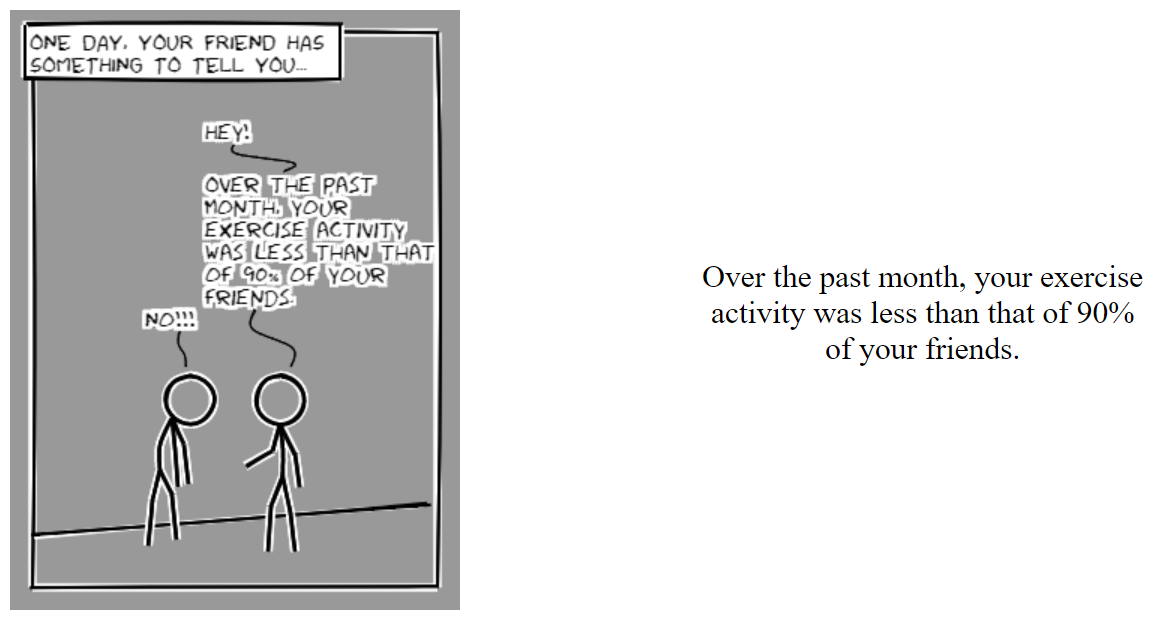 ONE DAY, YOUR FRIEND HAS
SOMETHING TO TELL YOU...
HEY!
OVER THE PAST
MONTH, YOUR
EXERCISE ACTIVITY
WAS LESS THAN THAT
OF 90% OF YOUR
FRIENDS.
NO!!!
Over the past month, your exercise
activity was less than that of 90%
of your friends.